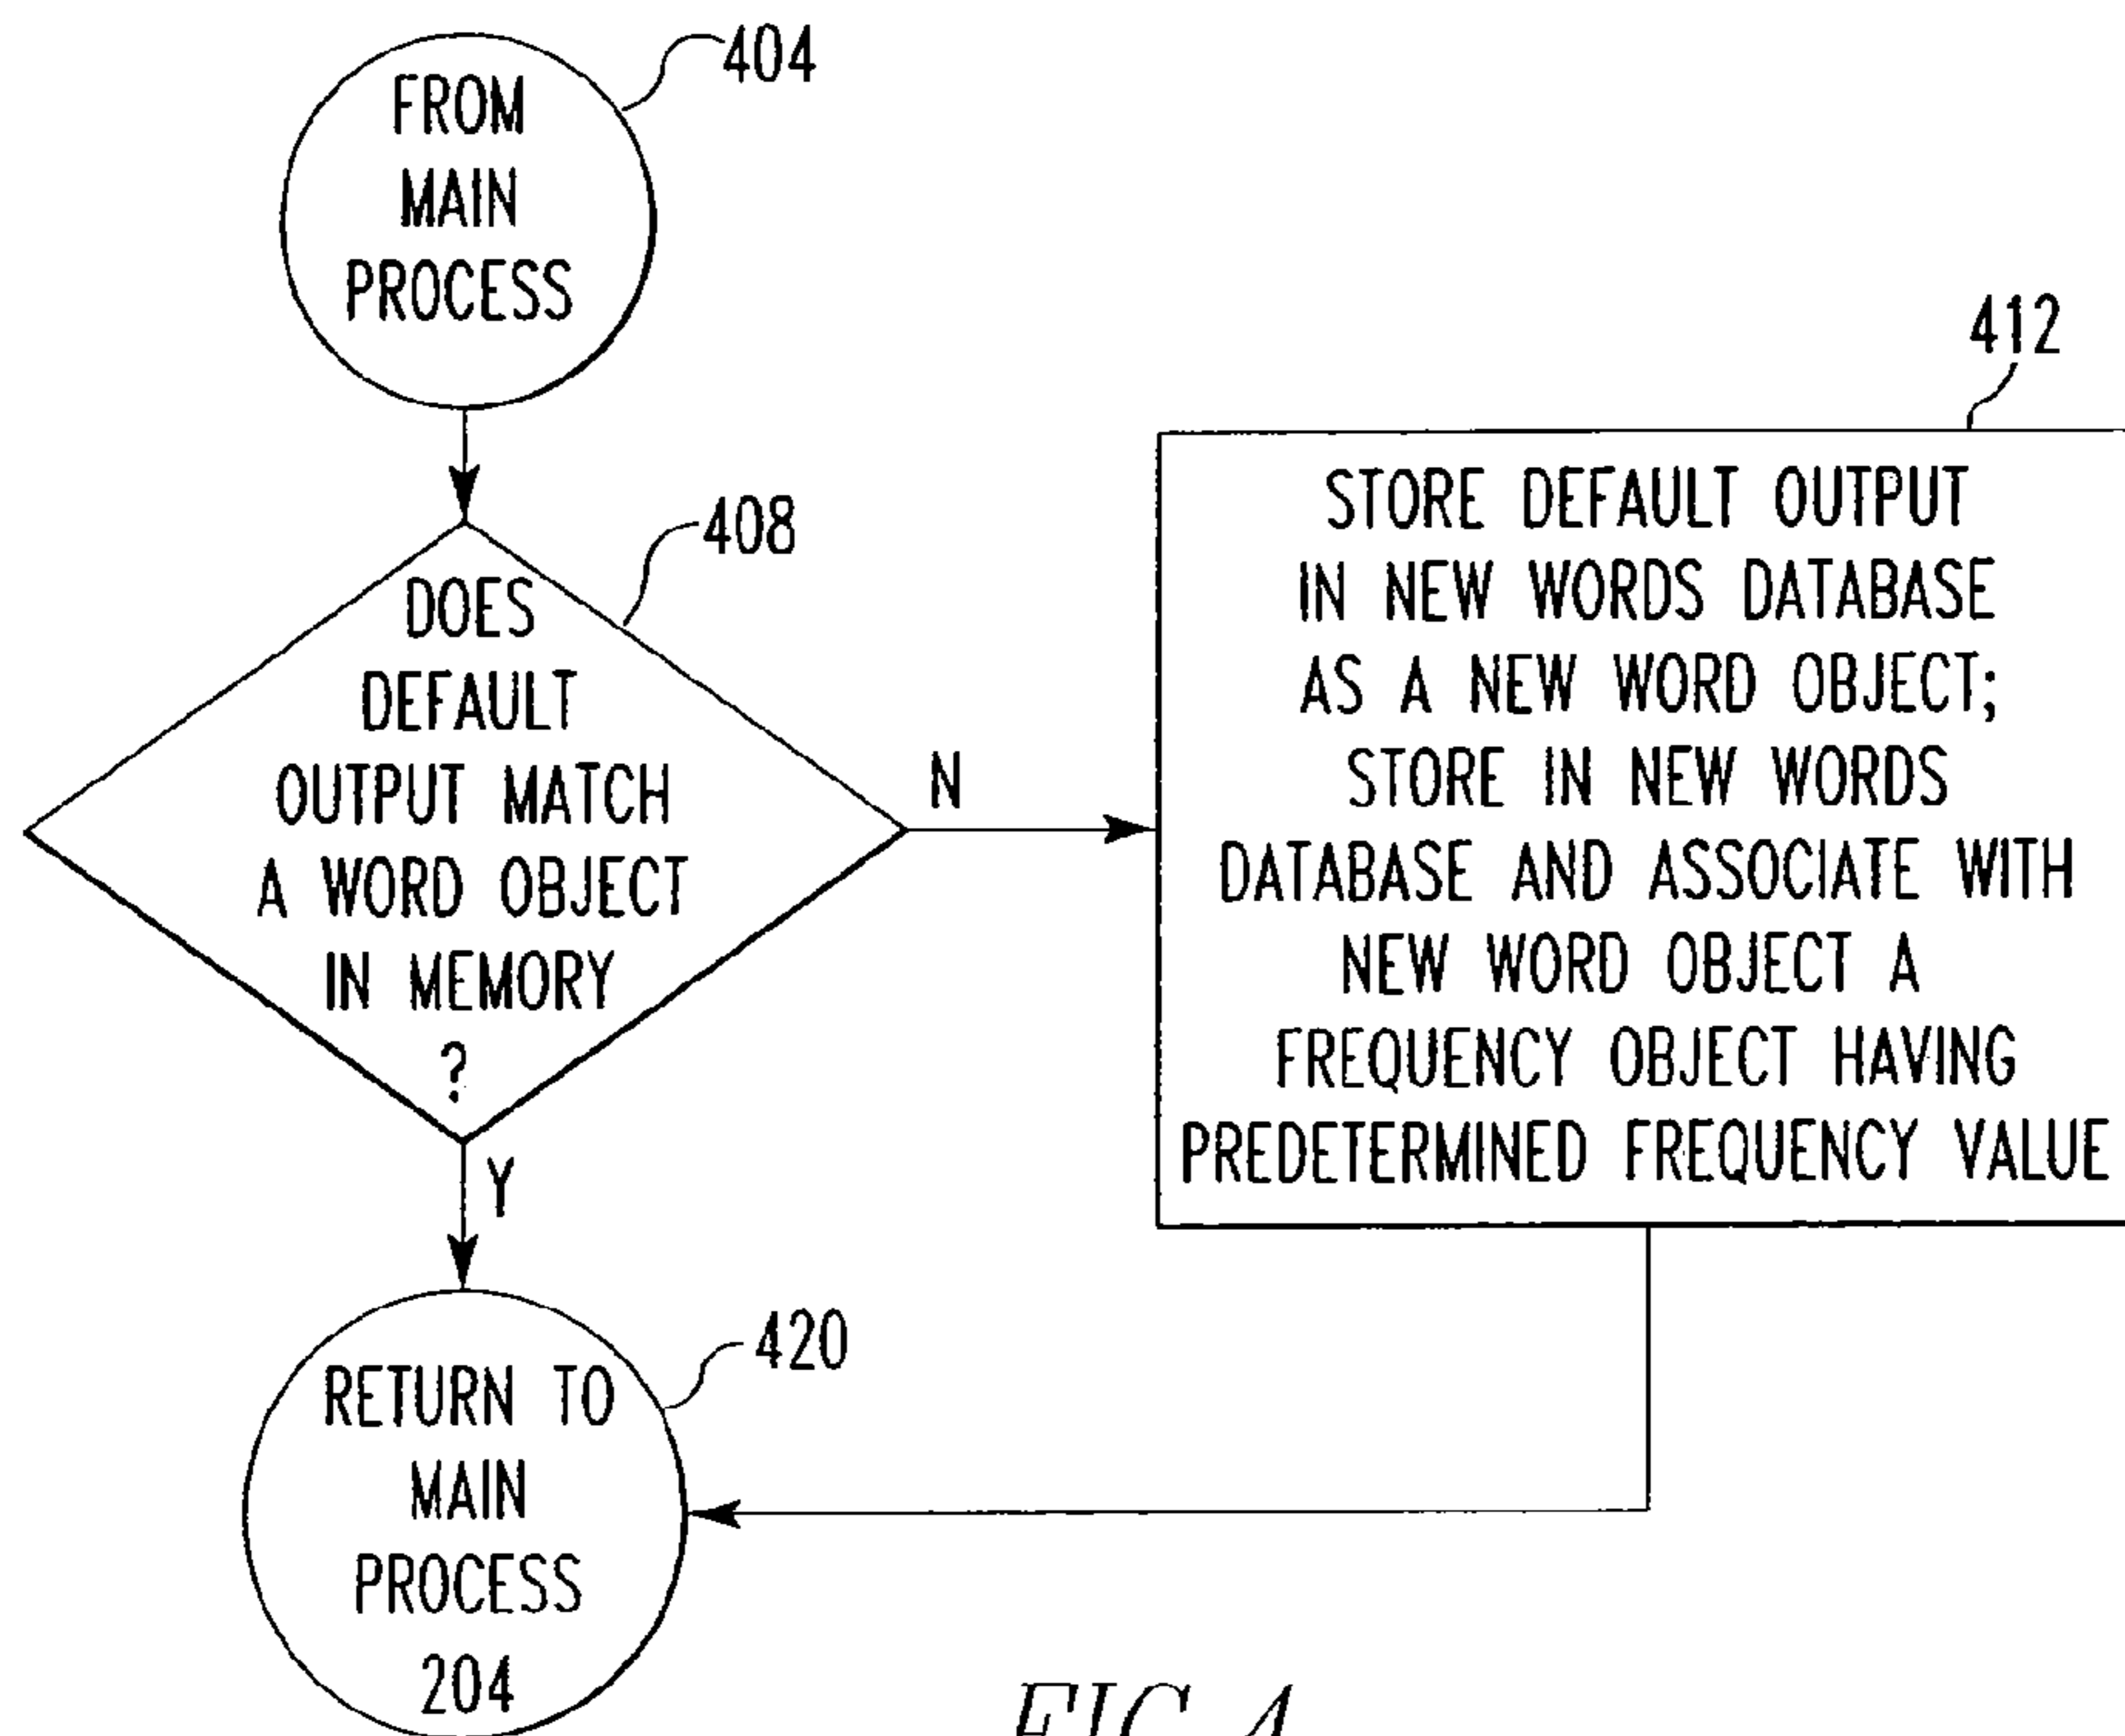 404
FROM
MAIN
PROCESS
408
DOES
DEFAULT
OUTPUT MATCH
A WORD OBJECT
IN MEMORY
?
N
Y
412
STORE DEFAULT OUTPUT
IN NEW WORDS DATABASE
AS A NEW WORD OBJECT;
STORE IN NEW WORDS
DATABASE AND ASSOCIATE WITH
NEW WORD OBJECT A
FREQUENCY OBJECT HAVING
PREDETERMINED FREQUENCY VALUE
420
RETURN TO
MAIN
PROCESS
204
FIG.4